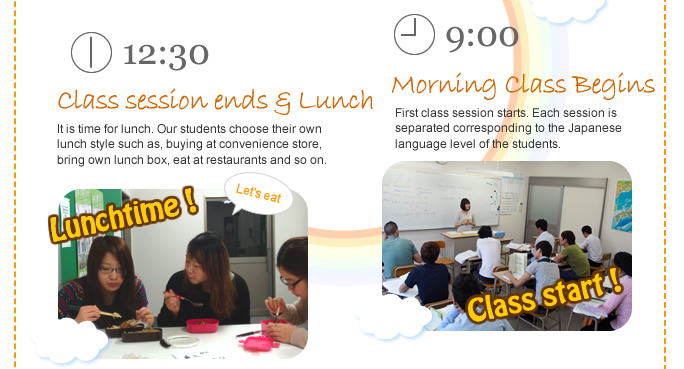 12:30
Class session ends & Lunch
It is time for lunch. Our students choose their own
lunch style such as, buying at convenience store,
bring own lunch box, eat at restaurants and so on.
Lunchtime !
Let's eat
9:00
Morning Class Begins
First class session starts. Each session is
separated corresponding to the Japanese
language level of the students.
Class start !